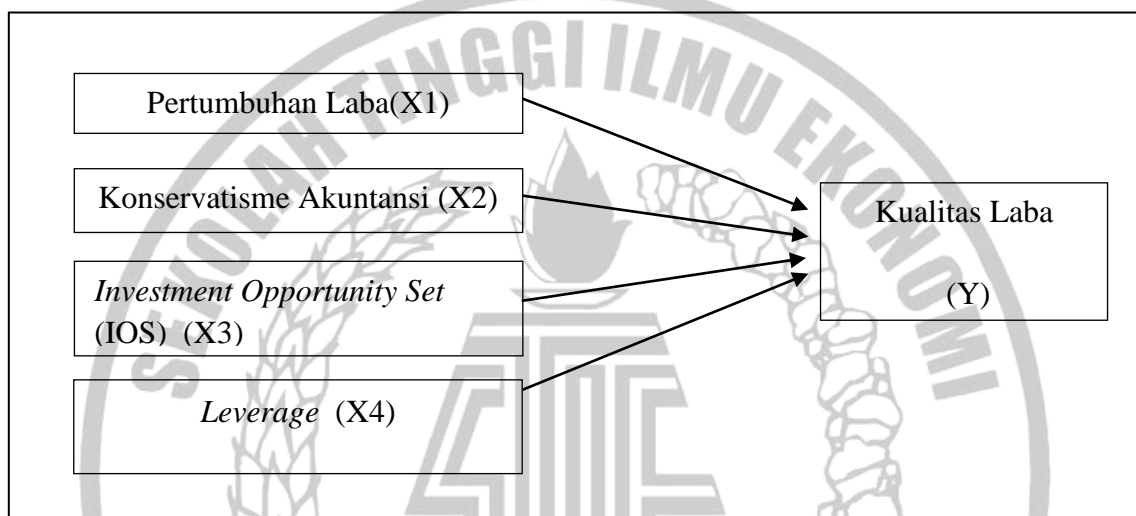 SEKOLAH TINGGI ILMU EKONOMI
Pertumbuhan Laba(X1)
Konservatisme Akuntansi (X2)
Investment Opportunity Set
(IOS) (X3)
Leverage (X4)
Kualitas Laba
(Y)